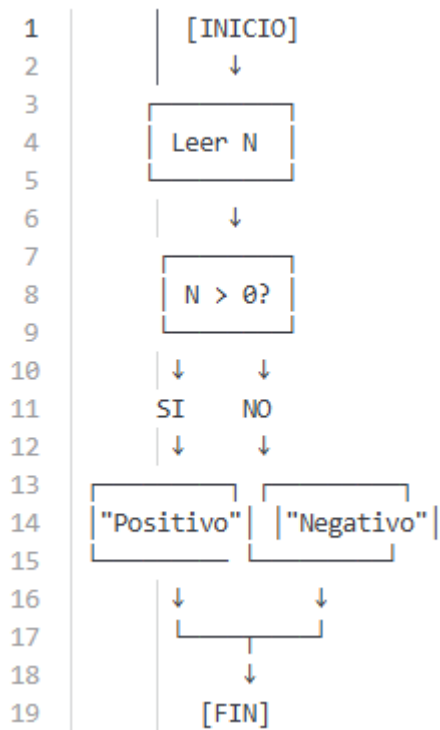 1 [INICIO]
2 ↓
3
4 Leer N
5
6 ↓
7
8 N > 0?
9
10 ↓ ↓
11 SI NO
12 ↓ ↓
13
14 "Positivo" "Negativo"
15
16 ↓ ↓
17
18 ↓
19 [FIN]